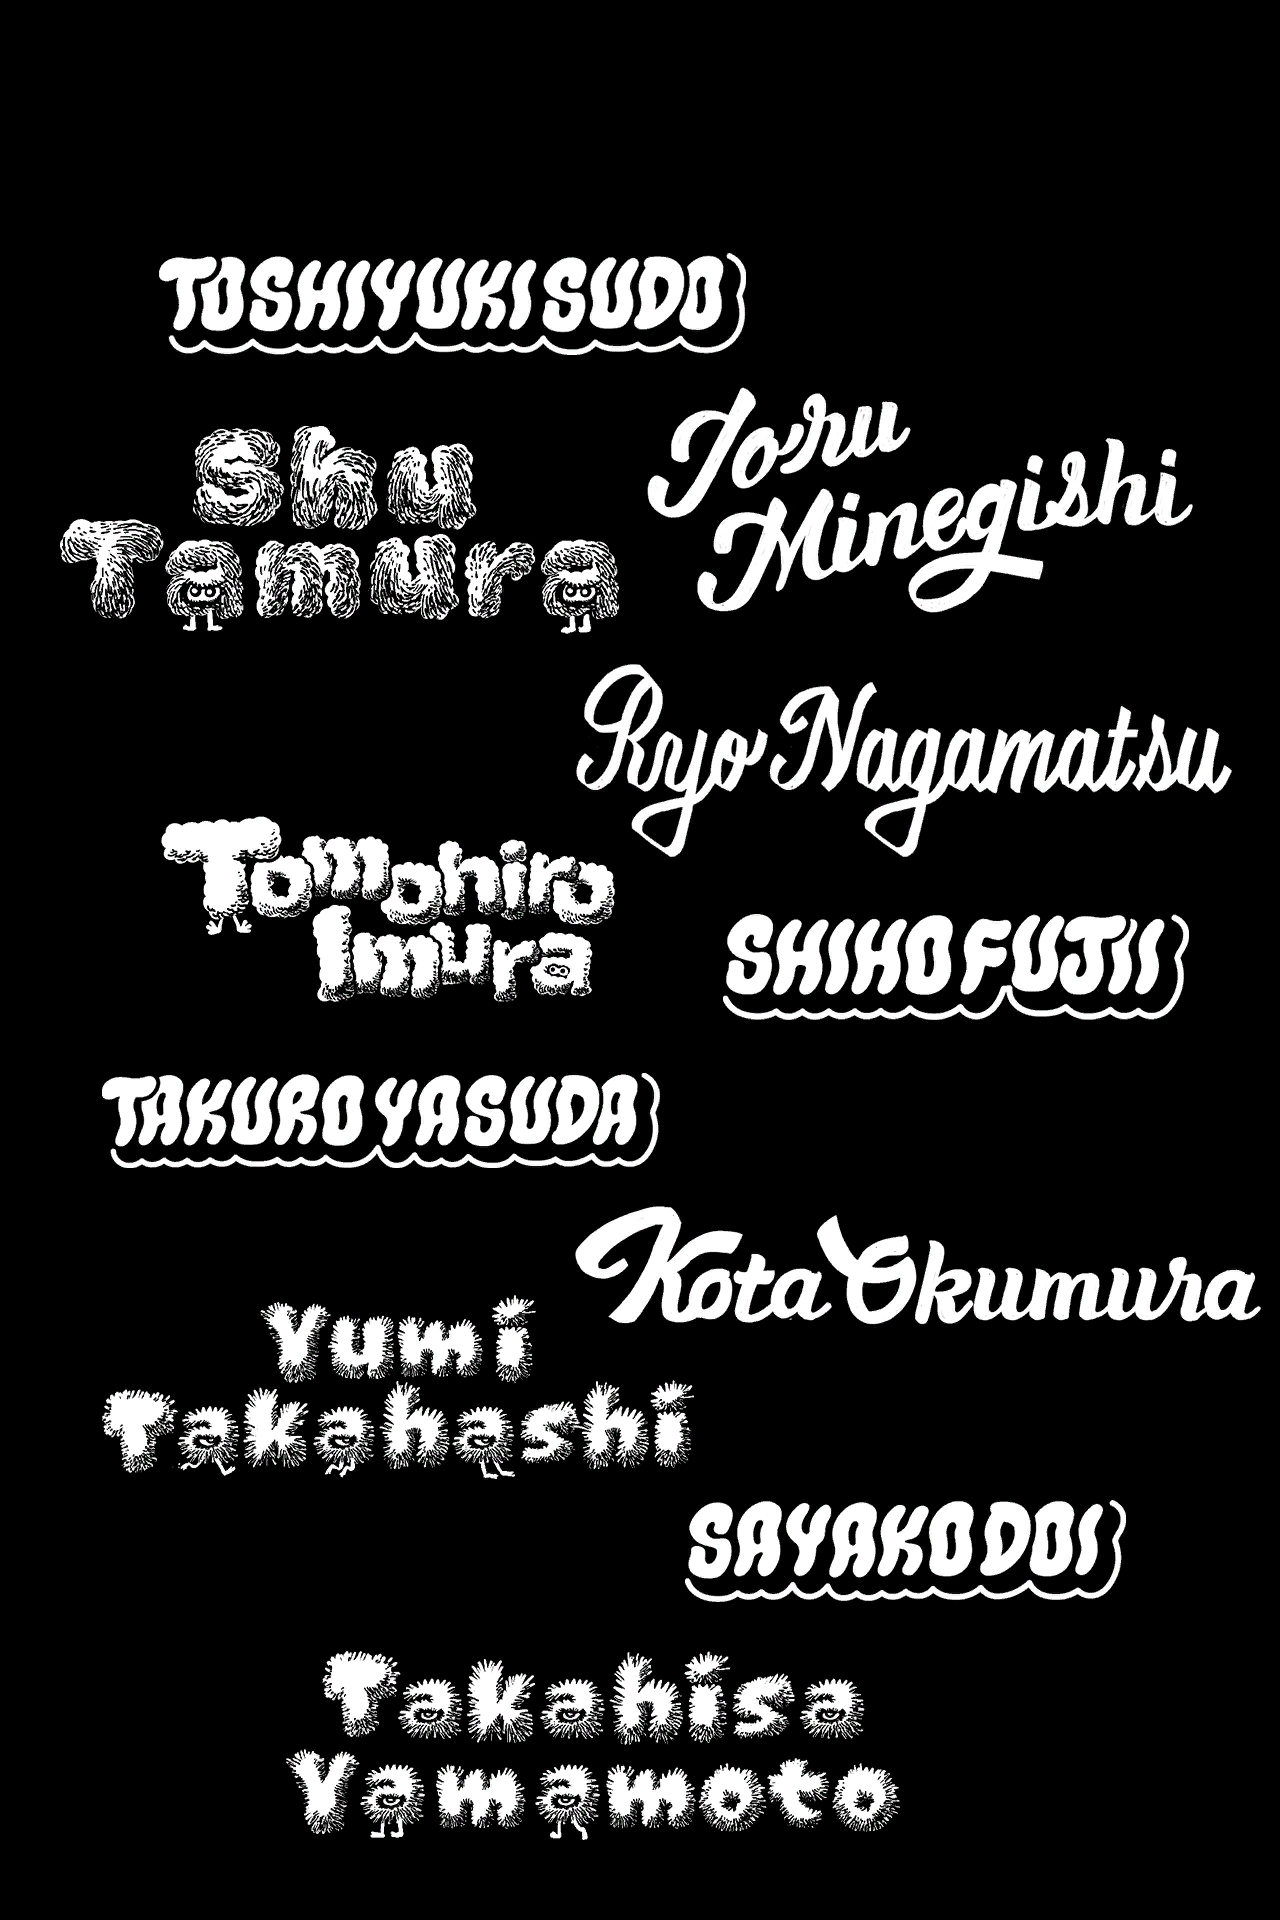 TOSHIYUKI SUDO
Shu
Tamura
Toru
Minegishi
Ryo Nagamatsu
Tomohiro
Imura
SHIHO FUJII
TAKURO YASUDA
Kota Okumura
Yumi
Takahashi
SAYAKO DOI
Takahisa
Yamamoto